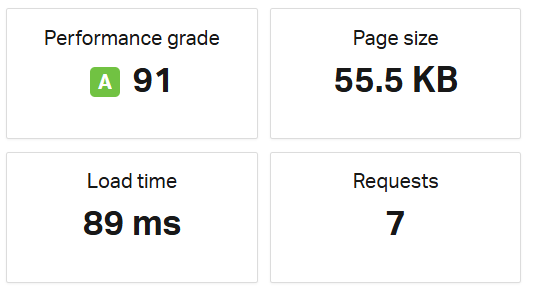 Performance grade
A 91
Page size
55.5 KB
Load time
89 ms
Requests
7